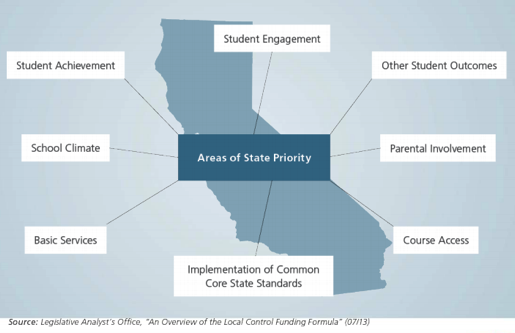 Student Engagement
Student Achievement
Other Student Outcomes
School Climate
Areas of State Priority
Parental Involvement
Basic Services
Course Access
Implementation of Common
Core State Standards
Source: Legislative Analyst's Office, "An Overview of the Local Control Funding Formula" (07/13)